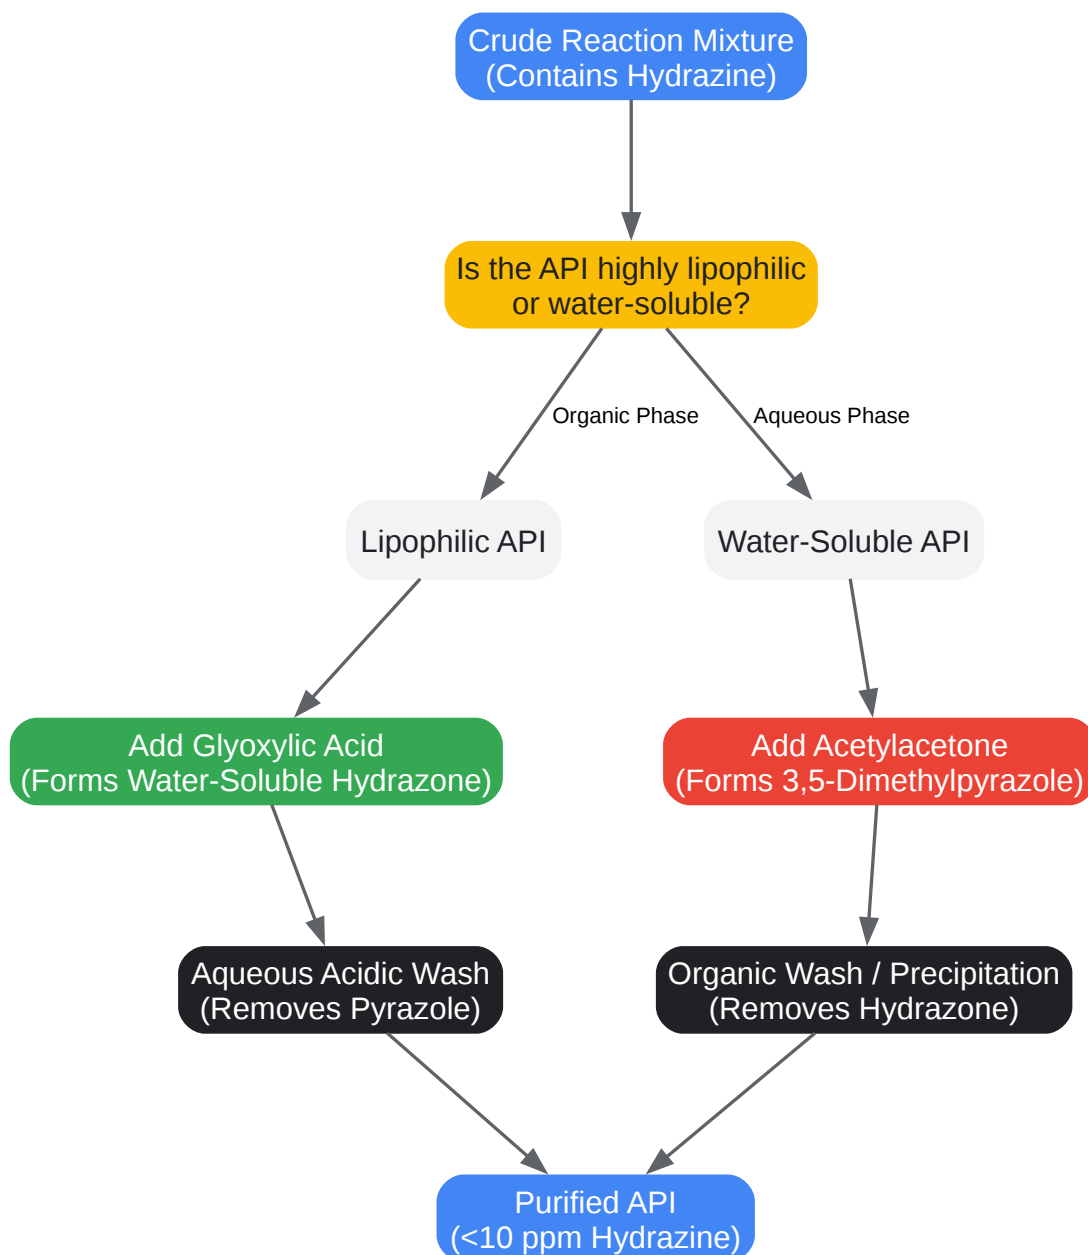 Crude Reaction Mixture
(Contains Hydrazine)
Is the API highly lipophilic
or water-soluble?
Organic Phase
Aqueous Phase
Lipophilic API
Water-Soluble API
Add Glyoxylic Acid
(Forms Water-Soluble Hydrazone)
Add Acetylacetone
(Forms 3,5-Dimethylpyrazole)
Aqueous Acidic Wash
(Removes Pyrazole)
Organic Wash / Precipitation
(Removes Hydrazone)
Purified API
(<10 ppm Hydrazine)